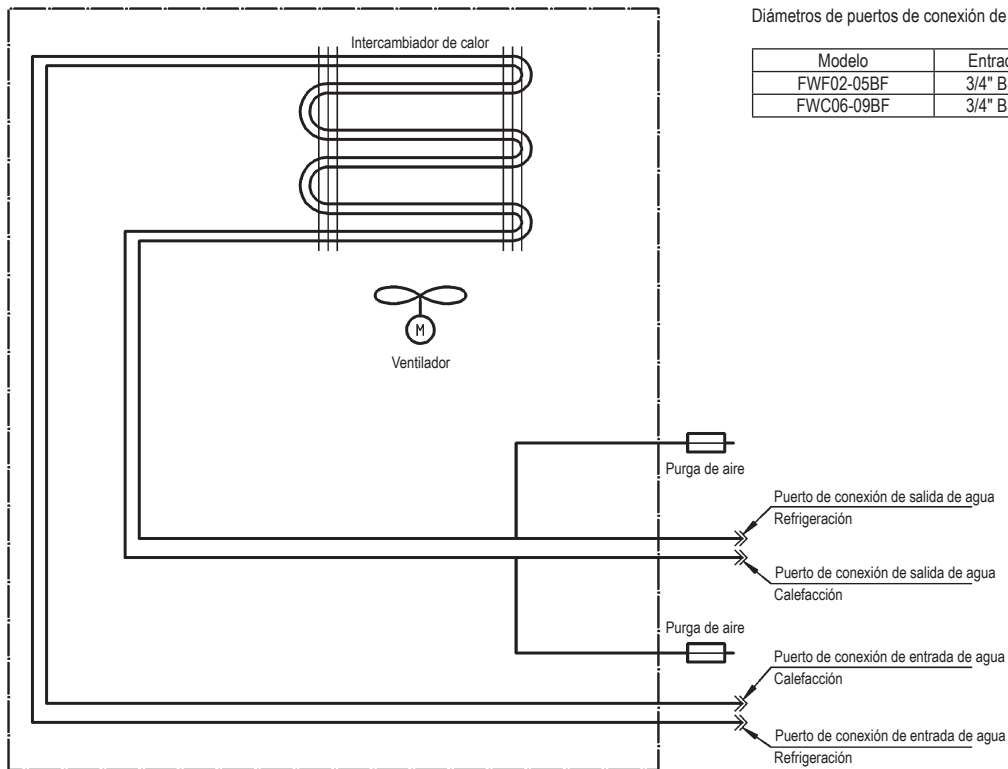 Diámetros de puertos de conexión de
Modelo
FWF02-05BF 3/4"
FWC06-09BF 3/4"
Intercambiador de calor
M
Ventilador
Purga de aire
Puerto de conexión de salida de agua
Refrigeración
Puerto de conexión de salida de agua
Calefacción
Purga de aire
Puerto de conexión de entrada de agua
Calefacción
Puerto de conexión de entrada de agua
Refrigeración